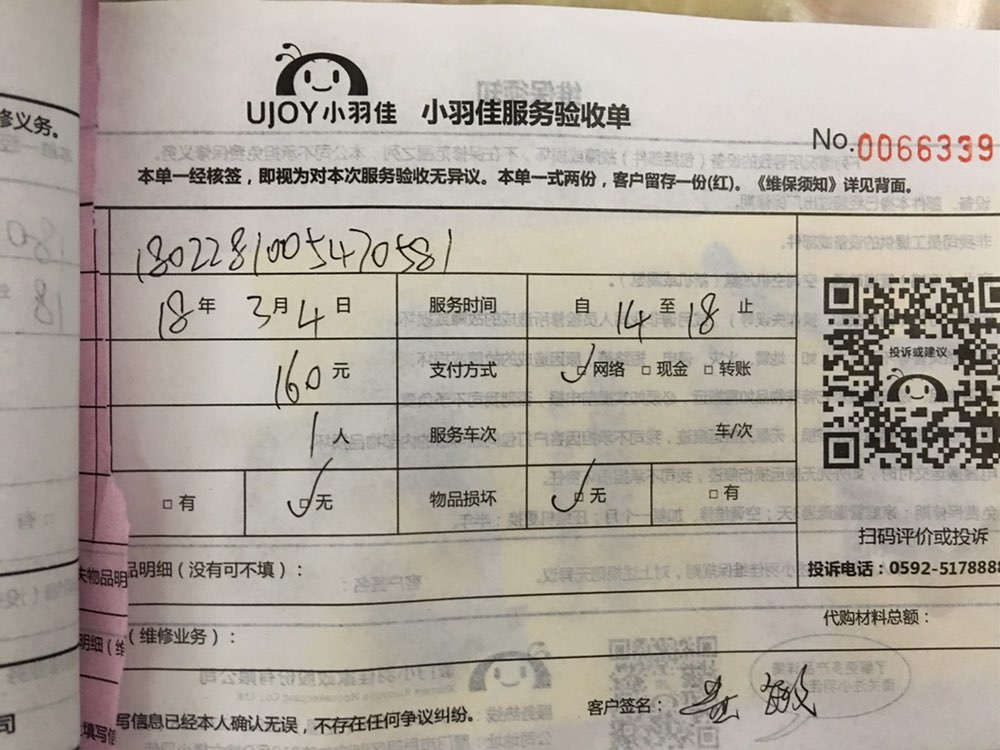 修义务。
UJOY小羽佳 小羽佳服务验收单
No.0066339
本单一经核签，即视为对本次服务验收无异议。本单一式两份，客户留存一份(红)。《维保须知》详见背面。
1802281005470581
18年 3月4日 服务时间 自 14 至 18 止
160元 支付方式 ☑网络 □现金 □转账
投诉或建议
1人 服务车次 车/次
□有 ☑无 物品损坏 ☑无 □有
扫码评价或投诉
投诉电话：0592-5178888
品明细（没有可不填）：
代购材料总额：
（维修业务）：
写信息已经本人确认无误，不存在任何争议纠纷。
客户签名：